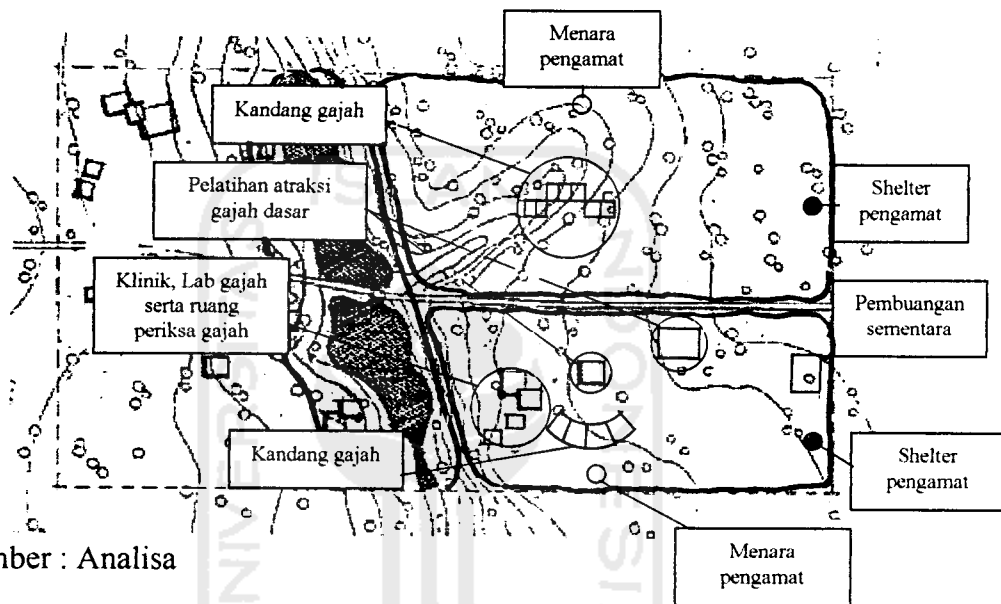 Menara
pengamat
Kandang gajah
Pelatihan atraksi
gajah dasar
Shelter
pengamat
Klinik, Lab gajah
serta ruang
periksa gajah
Pembuangan
sementara
Kandang gajah
Shelter
pengamat
Menara
pengamat
mber : Analisa